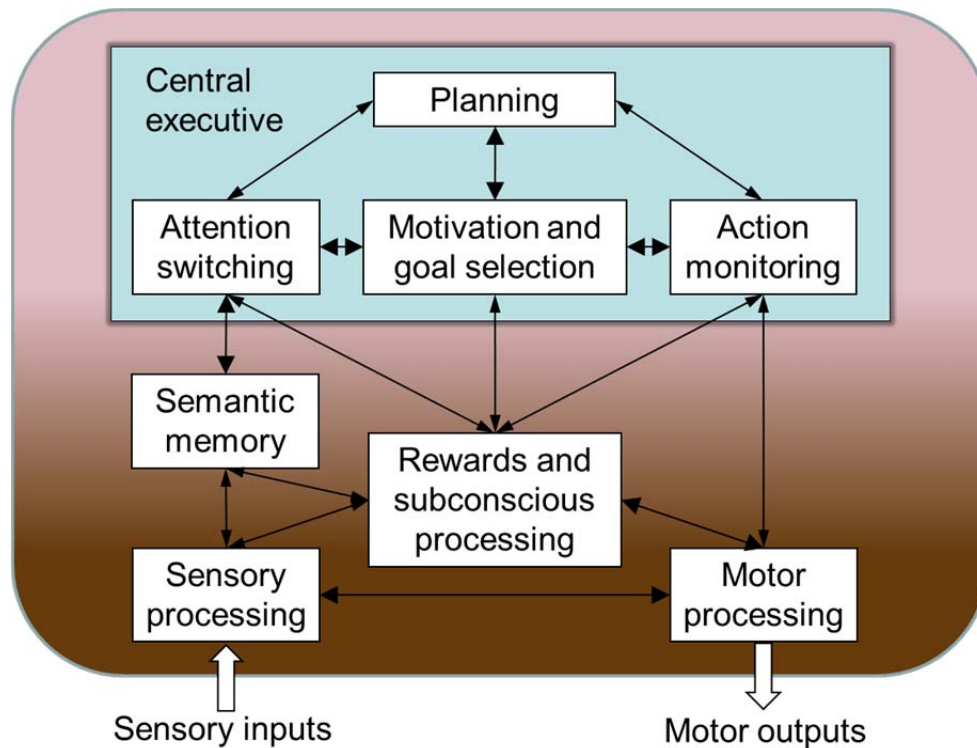 Central
executive
Planning
Attention
switching
Motivation and
goal selection
Action
monitoring
Semantic
memory
Rewards and
subconscious
processing
Sensory
processing
Motor
processing
Sensory inputs
Motor outputs